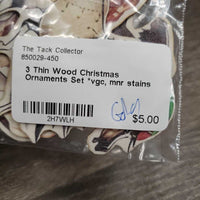 The Tack Collector
850029-450
3 Thin Wood Christmas
Ornaments Set *vgc, mnr stains
2H7WLH
$5.00